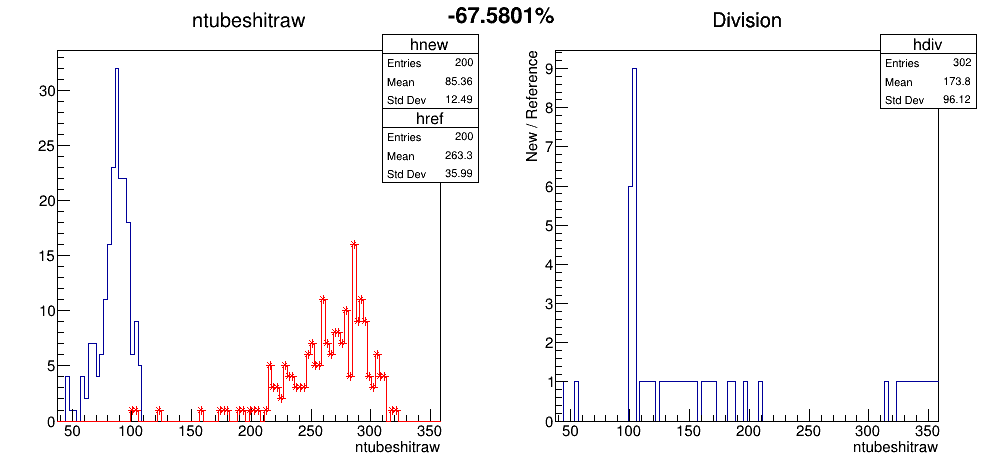 -67.5801%
ntubeshitraw
hnew
Entries 200
Mean 85.36
Std Dev 12.49
href
Entries 200
Mean 263.3
Std Dev 35.99
30
25
20
15
10
5
0
50 100 150 200 250 300 350
ntubeshitraw
Division
hdiv
Entries 302
Mean 173.8
Std Dev 96.12
New / Reference
9
8
7
6
5
4
3
2
1
0
50 100 150 200 250 300 350
ntubeshitraw